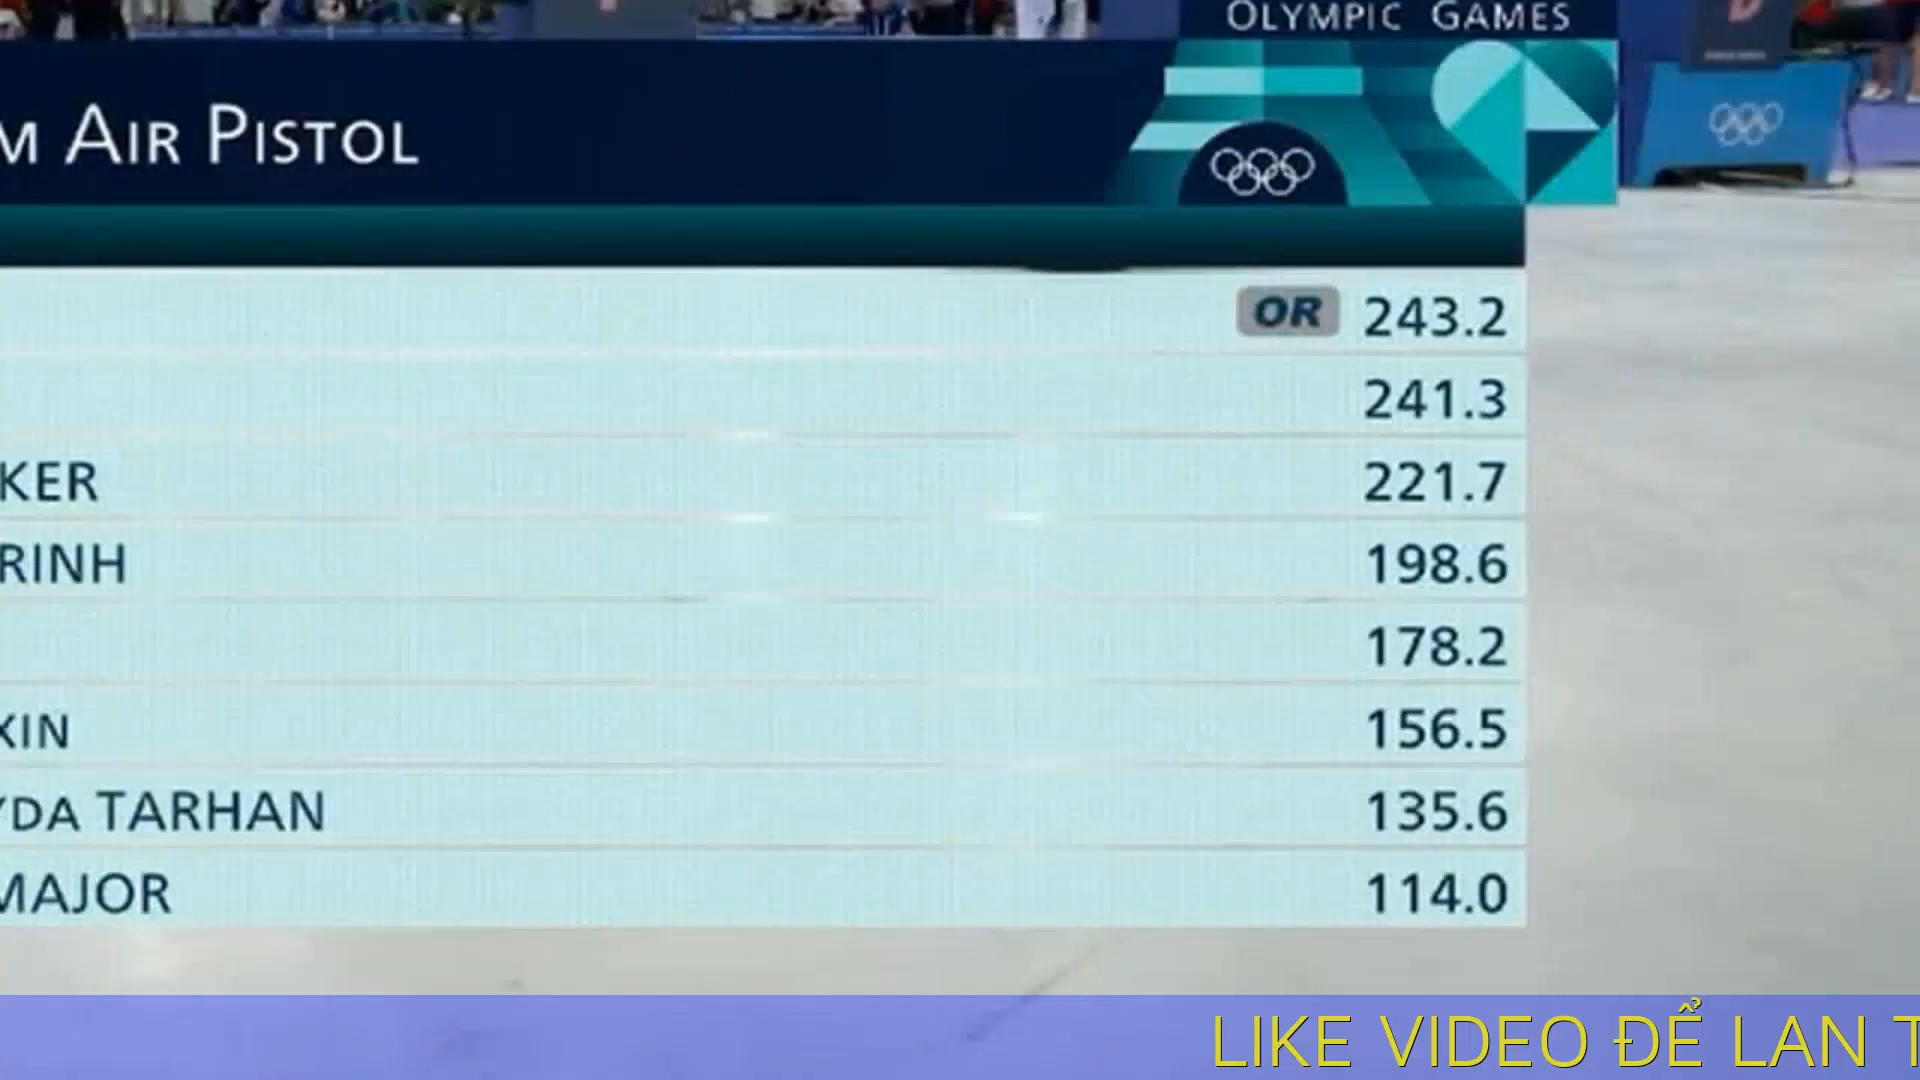 OLYMPIC GAMES
M AIR PISTOL
OR 243.2
241.3
KER 221.7
RINH 198.6
178.2
XIN 156.5
YDA TARHAN 135.6
MAJOR 114.0
LIKE VIDEO ĐỂ LAN T